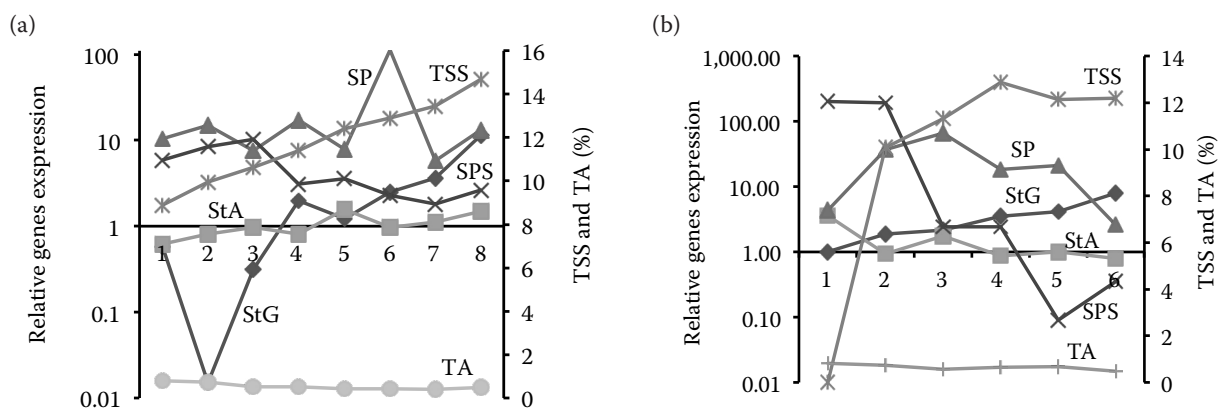 (a)
Relative genes exspression
100
10
1
0.1
0.01
16
14
12
10
8
6
4
2
0
TSS and TA (%)
1 2 3 4 5 6 7 8
SP
TSS
SPS
StA
StG
TA
(b)
Relative genes expression
1,000.00
100.00
10.00
1.00
0.10
0.01
14
12
10
8
6
4
2
0
TSS and TA (%)
1 2 3 4 5 6
TSS
SP
StG
StA
SPS
TA